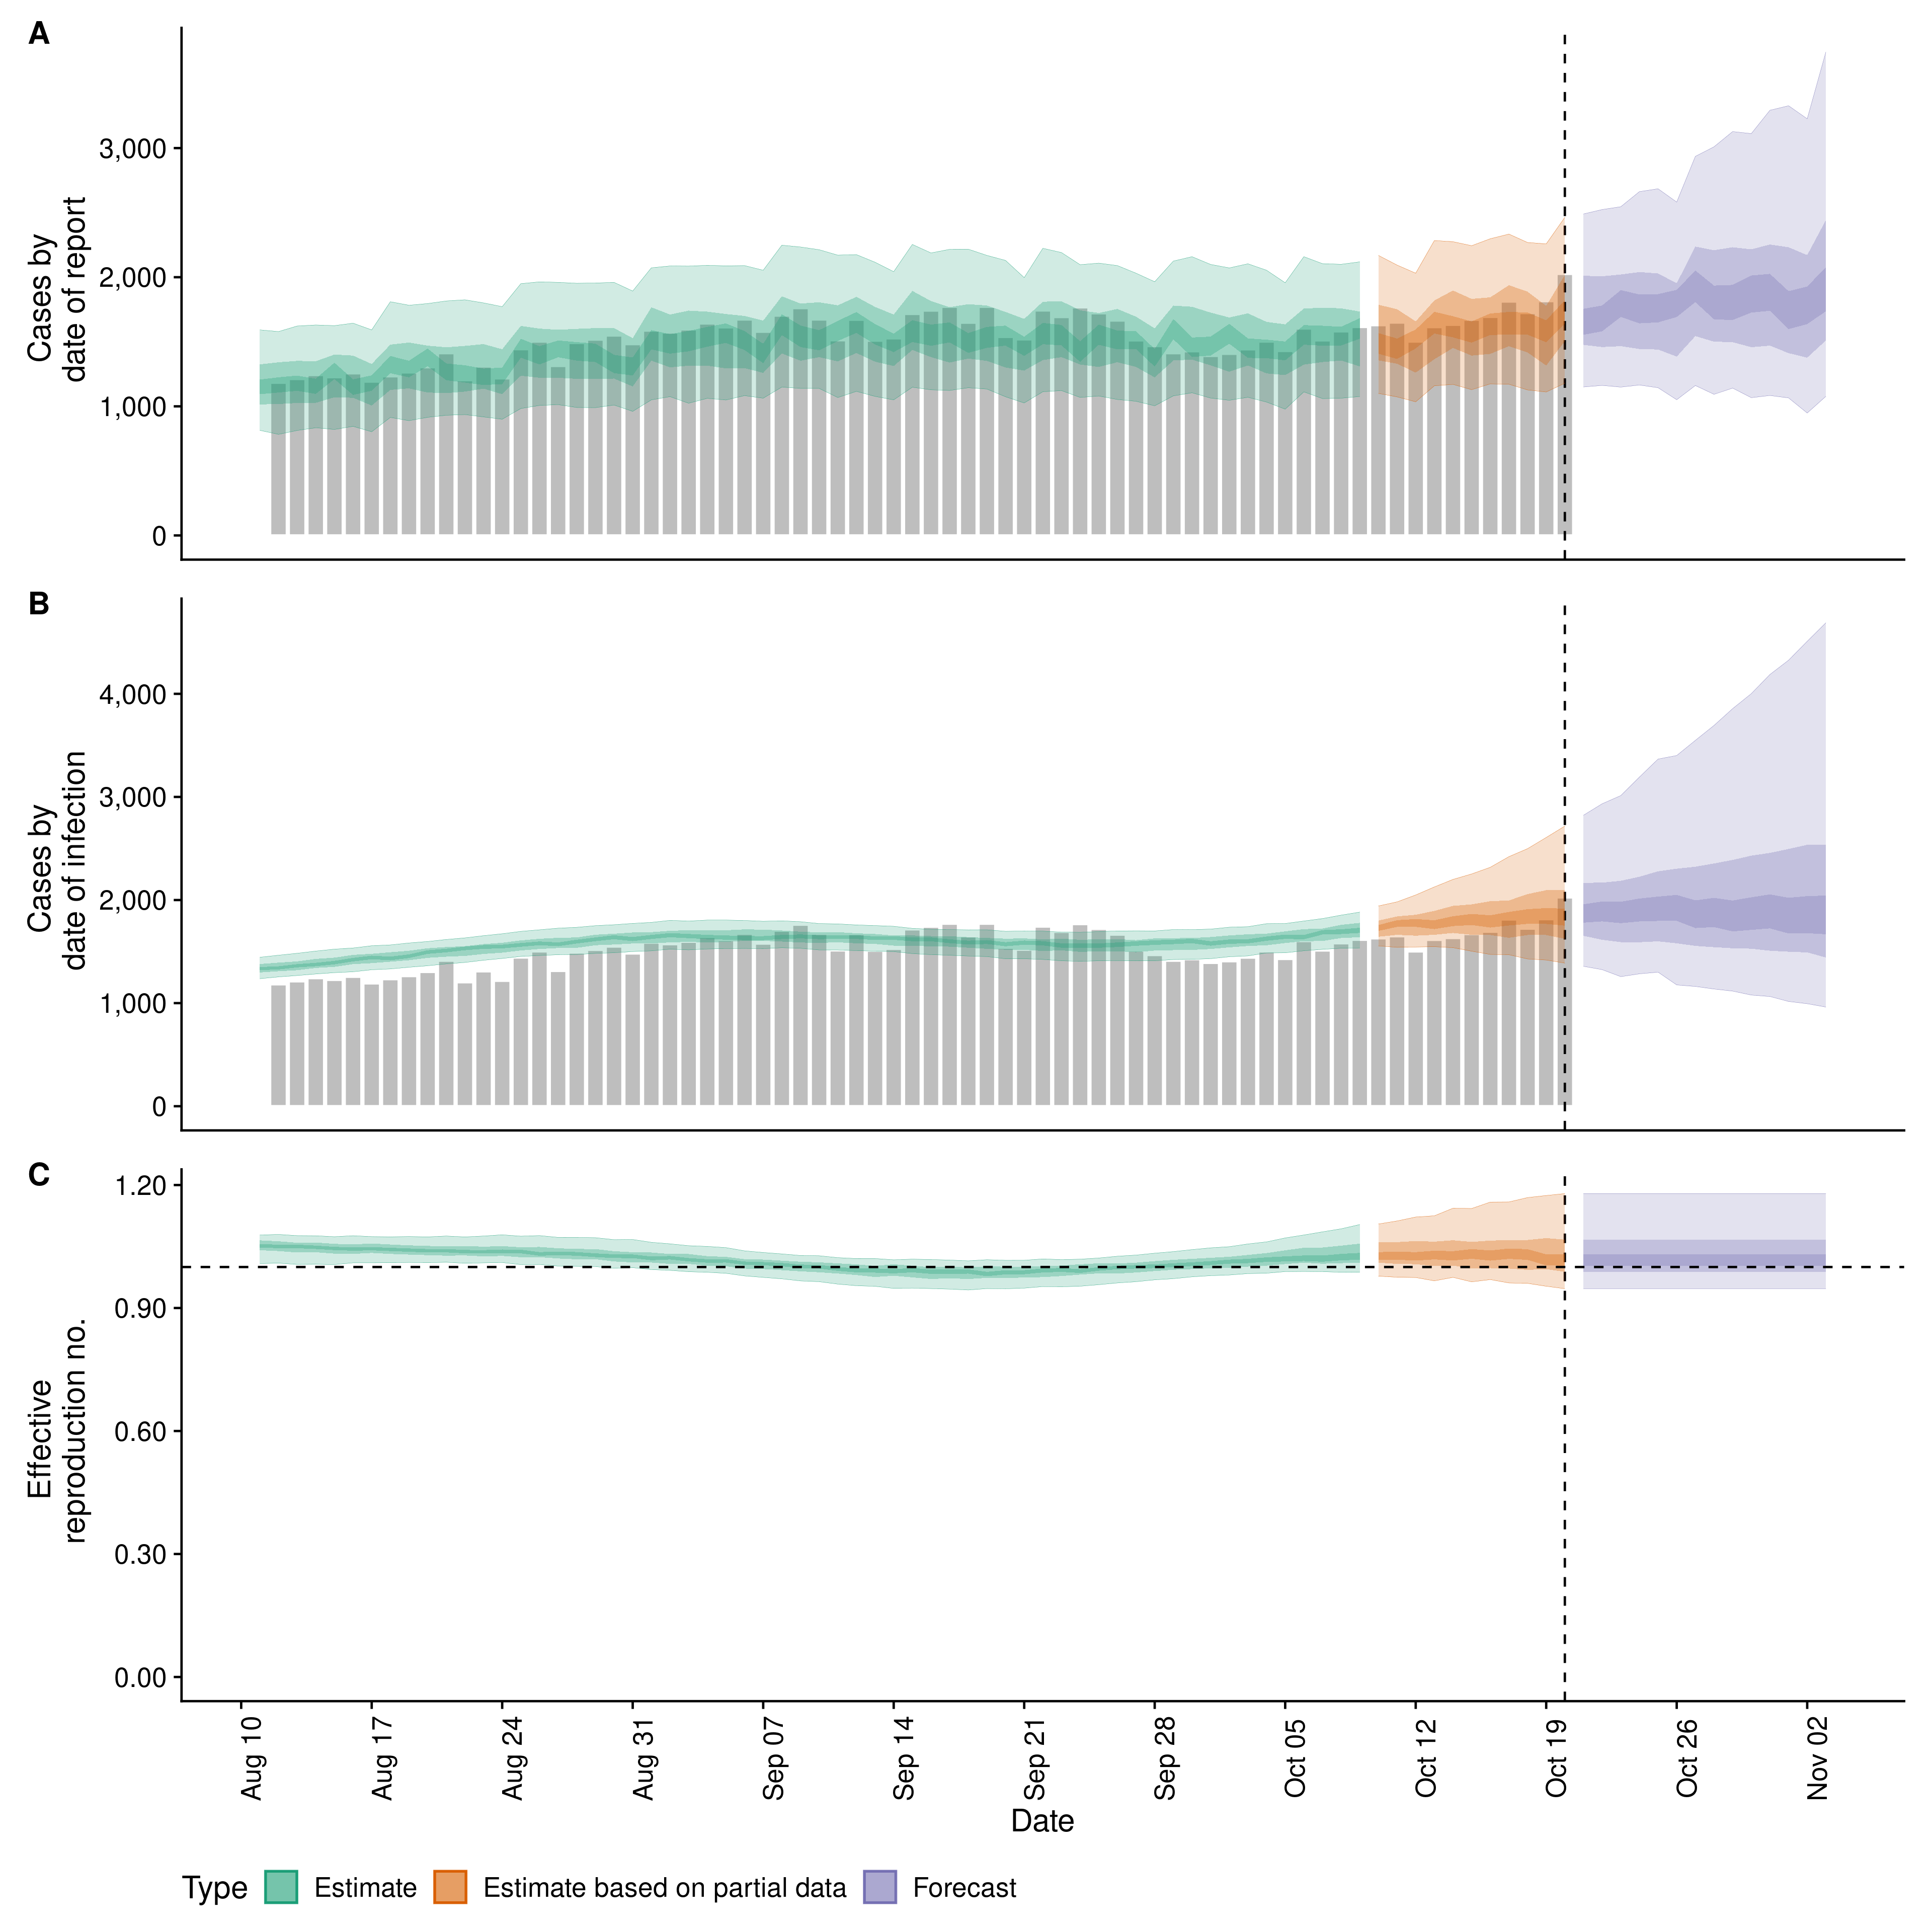 A
Cases by
date of report
3,000
2,000
1,000
0
B
Cases by
date of infection
4,000
3,000
2,000
1,000
0
C
Effective
reproduction no.
1.20
0.90
0.60
0.30
0.00
Aug 10
Aug 17
Aug 24
Aug 31
Sep 07
Sep 14
Sep 21
Sep 28
Oct 05
Oct 12
Oct 19
Oct 26
Nov 02
Date
Type Estimate Estimate based on partial data Forecast